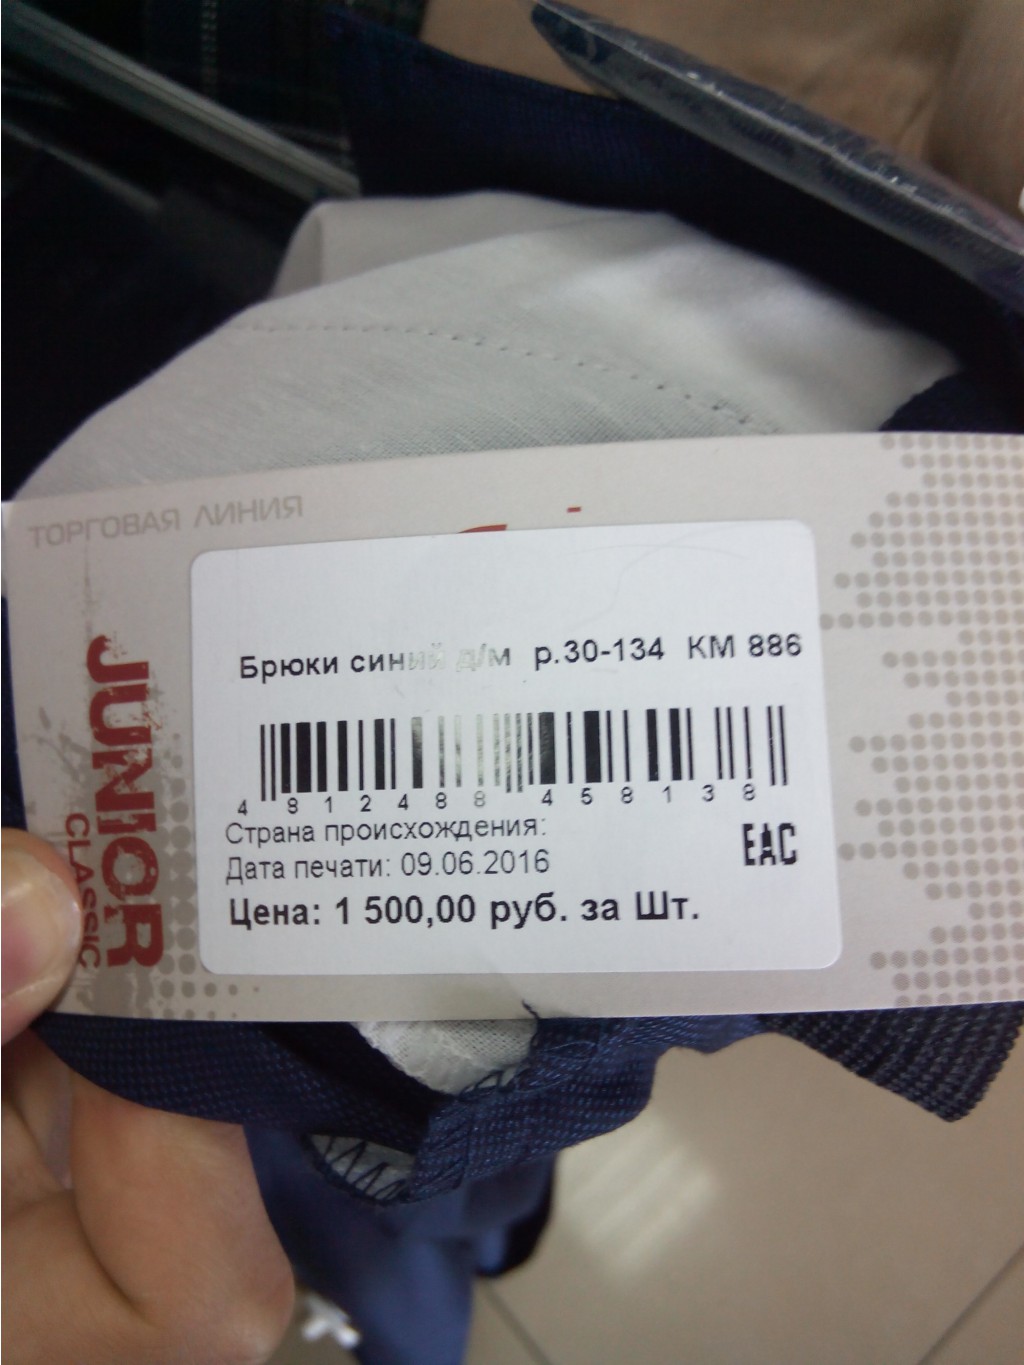 ТОРГОВАЯ ЛИНИЯ
JUNIOR
CLASSIC
Брюки синий д/м р.30-134 КМ 886
4 812488 458138
Страна происхождения:
Дата печати: 09.06.2016
EAC
Цена: 1 500,00 руб. за Шт.